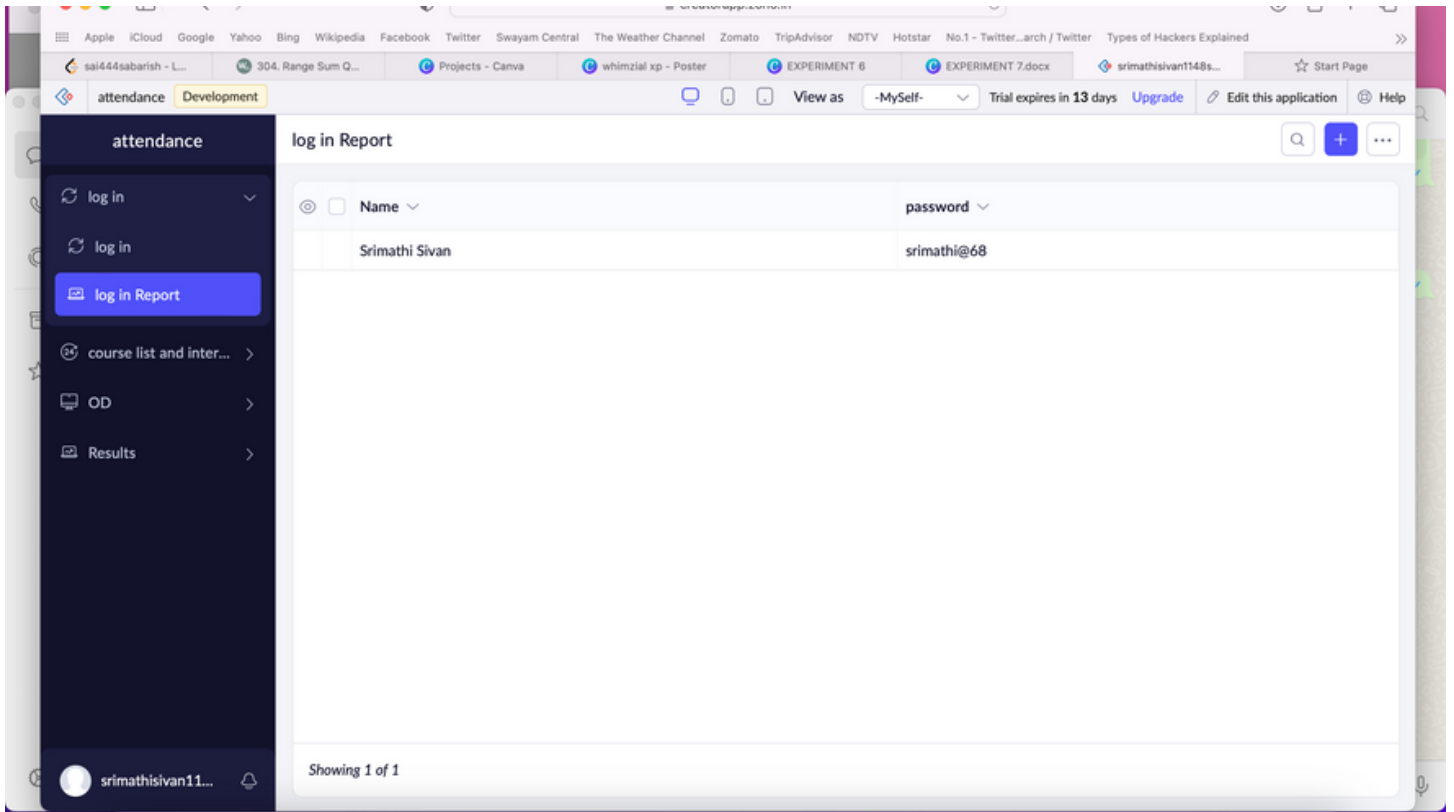 Apple iCloud Google Yahoo Bing Wikipedia Facebook Twitter Swayam Central The Weather Channel Zomato TripAdvisor NDTV Hotstar No.1 - Twitter...arch / Twitter Types of Hackers Explained
sai444sabarish - L... 304. Range Sum Q... Projects - Canva whimzial xp - Poster EXPERIMENT 6 EXPERIMENT 7.docx srimathisivan1148s... Start Page
attendance Development View as -MySelf- Trial expires in 13 days Upgrade Edit this application Help
attendance
log in Report
log in
log in
log in Report
course list and inter...
OD
Results
srimathisivan11...
Name password
Srimathi Sivan srimathi@68
Showing 1 of 1